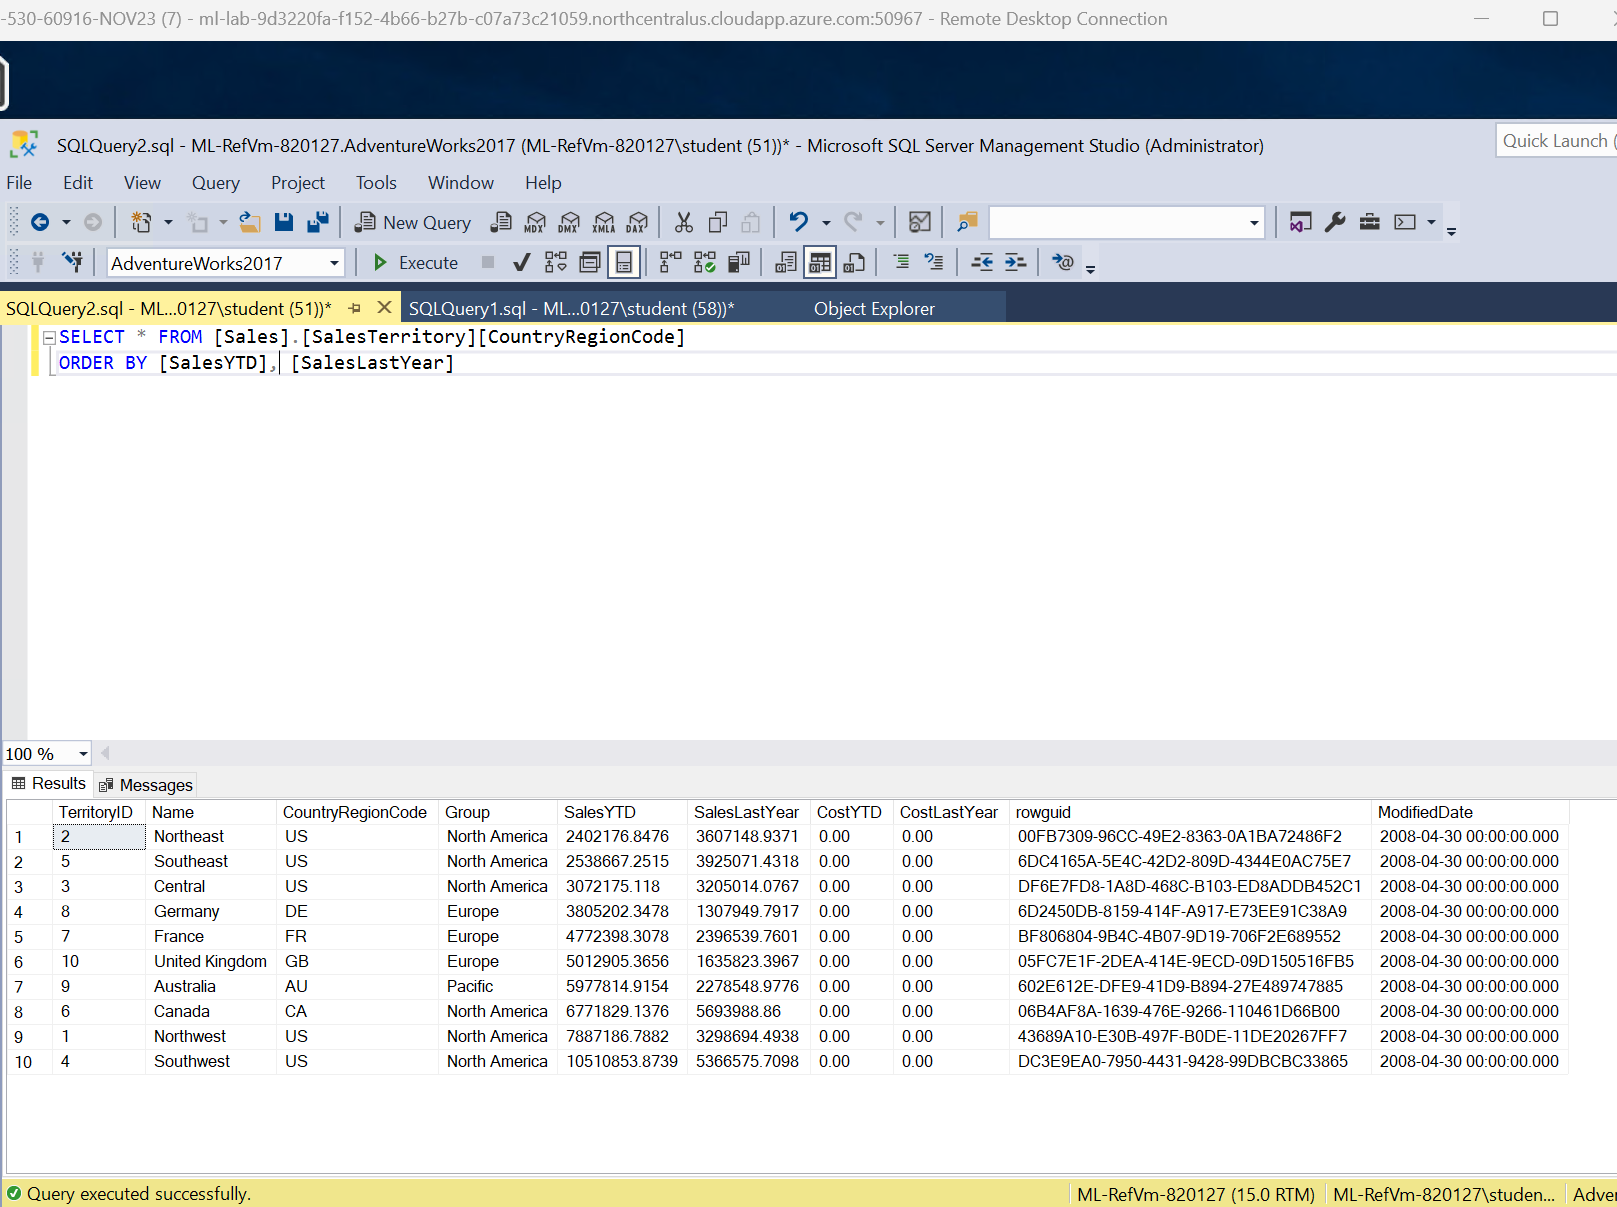 -530-60916-NOV23 (7) - ml-lab-9d3220fa-f152-4b66-b27b-c07a73c21059.northcentralus.cloudapp.azure.com:50967 - Remote Desktop Connection
SQLQuery2.sql - ML-RefVm-820127.AdventureWorks2017 (ML-RefVm-820127\student (51))* - Microsoft SQL Server Management Studio (Administrator)
Quick Launch (
File Edit View Query Project Tools Window Help
New Query MDX DMX XMLA DAX
AdventureWorks2017 Execute
SQLQuery2.sql - ML...0127\student (51))* SQLQuery1.sql - ML...0127\student (58))* Object Explorer
SELECT * FROM [Sales].[SalesTerritory][CountryRegionCode]
ORDER BY [SalesYTD], [SalesLastYear]
100 %
Results Messages
TerritoryID Name CountryRegionCode Group SalesYTD SalesLastYear CostYTD CostLastYear rowguid ModifiedDate
1 2 Northeast US North America 2402176.8476 3607148.9371 0.00 0.00 00FB7309-96CC-49E2-8363-0A1BA72486F2 2008-04-30 00:00:00.000
2 5 Southeast US North America 2538667.2515 3925071.4318 0.00 0.00 6DC4165A-5E4C-42D2-809D-4344E0AC75E7 2008-04-30 00:00:00.000
3 3 Central US North America 3072175.118 3205014.0767 0.00 0.00 DF6E7FD8-1A8D-468C-B103-ED8ADDB452C1 2008-04-30 00:00:00.000
4 8 Germany DE Europe 3805202.3478 1307949.7917 0.00 0.00 6D2450DB-8159-414F-A917-E73EE91C38A9 2008-04-30 00:00:00.000
5 7 France FR Europe 4772398.3078 2396539.7601 0.00 0.00 BF806804-9B4C-4B07-9D19-706F2E689552 2008-04-30 00:00:00.000
6 10 United Kingdom GB Europe 5012905.3656 1635823.3967 0.00 0.00 05FC7E1F-2DEA-414E-9ECD-09D150516FB5 2008-04-30 00:00:00.000
7 9 Australia AU Pacific 5977814.9154 2278548.9776 0.00 0.00 602E612E-DFE9-41D9-B894-27E489747885 2008-04-30 00:00:00.000
8 6 Canada CA North America 6771829.1376 5693988.86 0.00 0.00 06B4AF8A-1639-476E-9266-110461D66B00 2008-04-30 00:00:00.000
9 1 Northwest US North America 7887186.7882 3298694.4938 0.00 0.00 43689A10-E30B-497F-B0DE-11DE20267FF7 2008-04-30 00:00:00.000
10 4 Southwest US North America 10510853.8739 5366575.7098 0.00 0.00 DC3E9EA0-7950-4431-9428-99DBCBC33865 2008-04-30 00:00:00.000
Query executed successfully. ML-RefVm-820127 (15.0 RTM) ML-RefVm-820127\studen... Adve